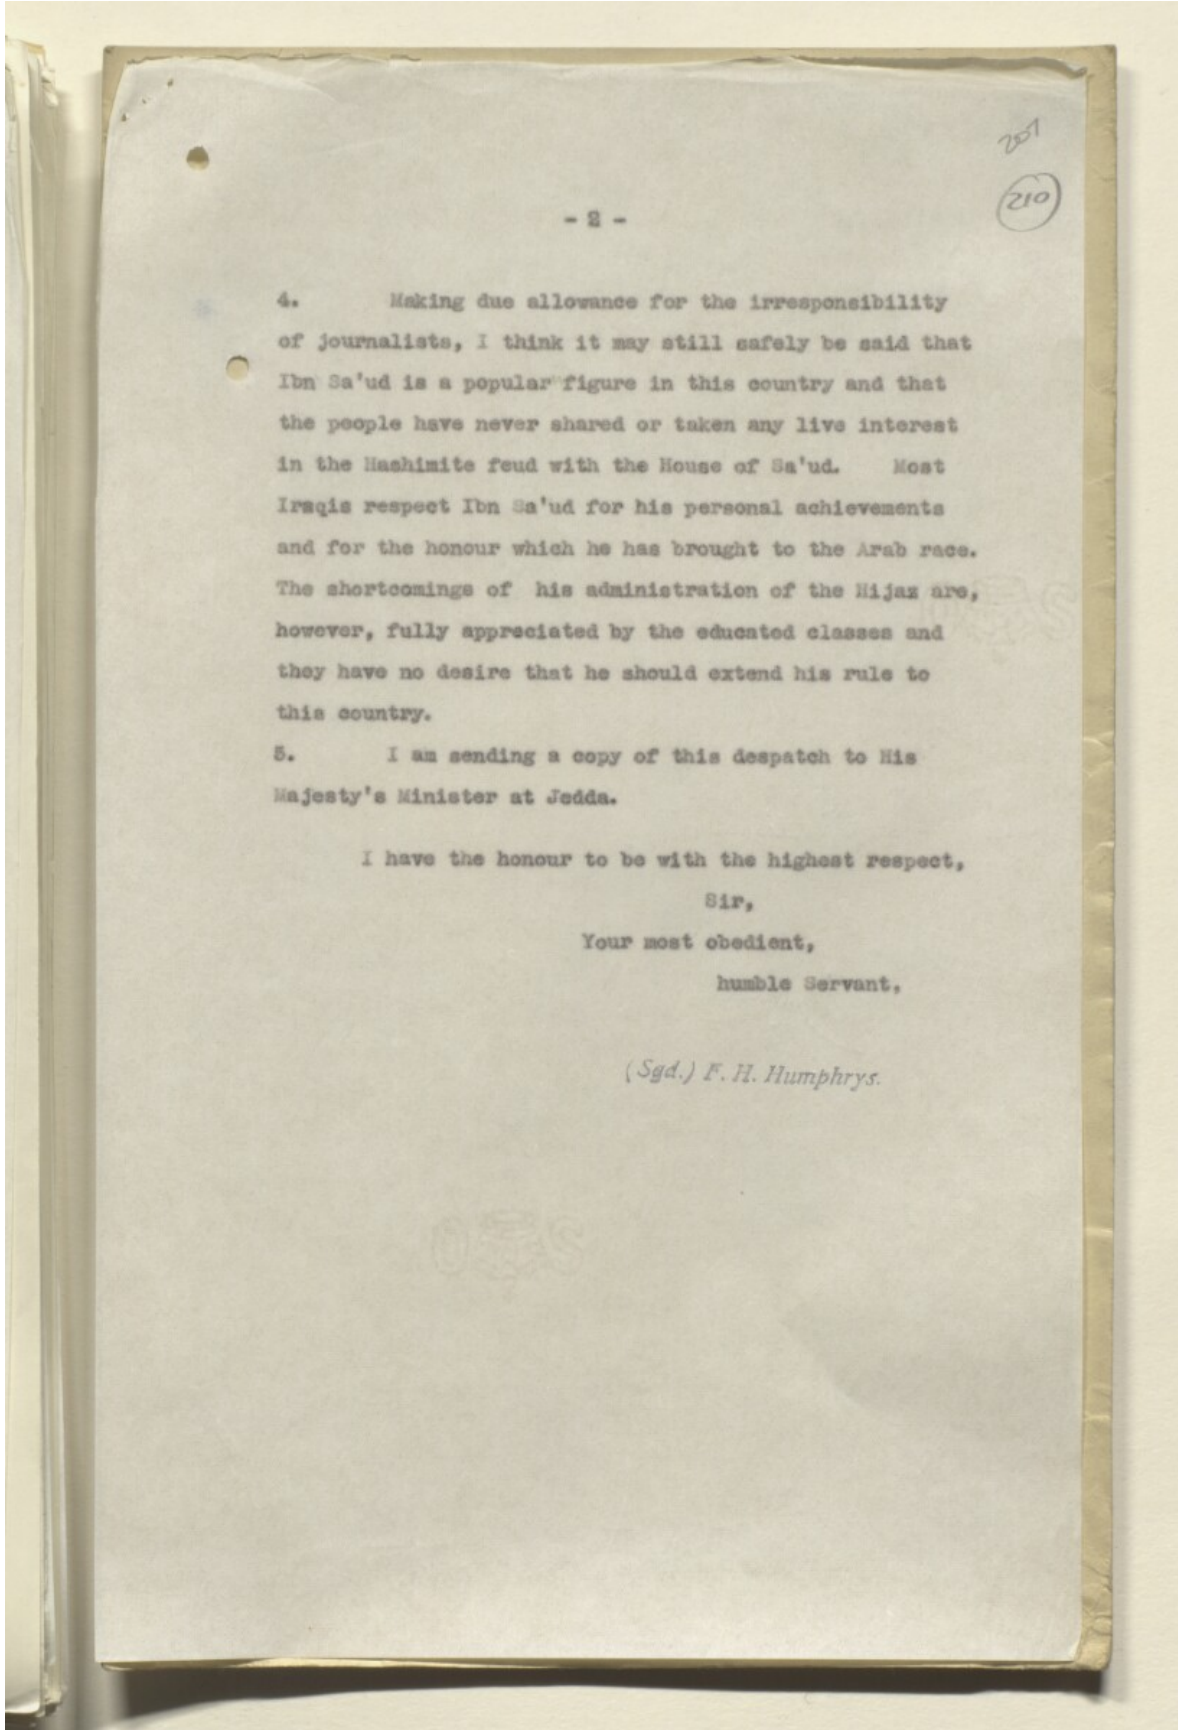 207
210
- 2 -
4. Making due allowance for the irresponsibility
of journalists, I think it may still safely be said that
Ibn Sa'ud is a popular figure in this country and that
the people have never shared or taken any live interest
in the Hashimite feud with the House of Sa'ud. Most
Iraqis respect Ibn Sa'ud for his personal achievements
and for the honour which he has brought to the Arab race.
The shortcomings of his administration of the Hijaz are,
however, fully appreciated by the educated classes and
they have no desire that he should extend his rule to
this country.
5. I am sending a copy of this despatch to His
Majesty's Minister at Jedda.
I have the honour to be with the highest respect,
Sir,
Your most obedient,
humble Servant,
(Sgd.) F. H. Humphrys.